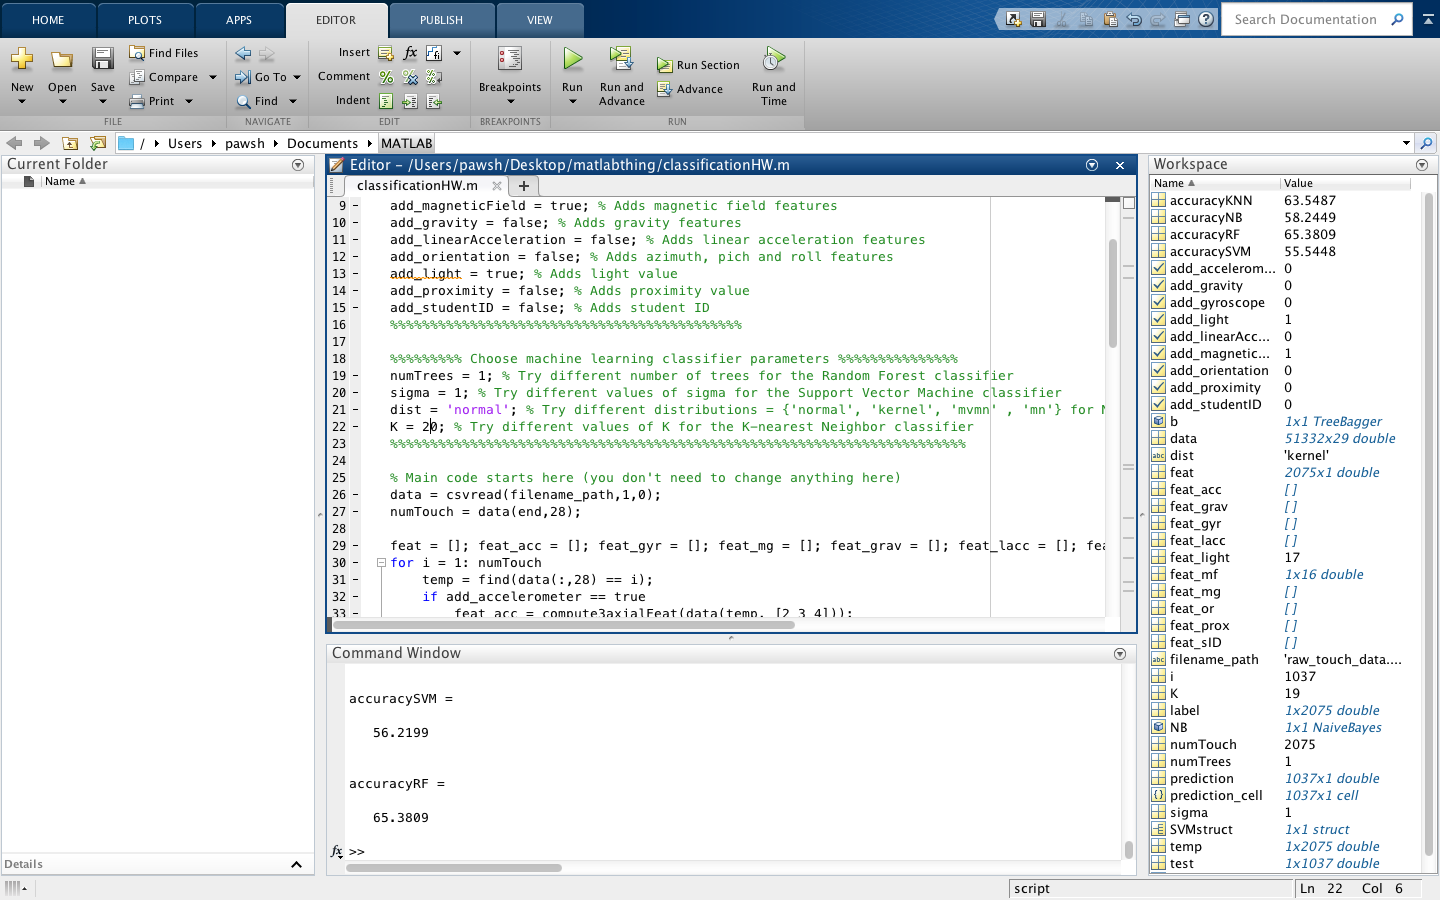 HOME PLOTS APPS EDITOR PUBLISH VIEW Search Documentation
New Open Save Find Files Compare Print
Go To Find
Insert fx Comment Indent
Breakpoints
Run Run and Advance Run Section Advance Run and Time
FILE NAVIGATE EDIT BREAKPOINTS RUN
/ Users pawsh Documents MATLAB
Current Folder
Name
Details
Editor – /Users/pawsh/Desktop/matlabthing/classificationHW.m
classificationHW.m
9 – add_magneticField = true; % Adds magnetic field features
10 – add_gravity = false; % Adds gravity features
11 – add_linearAcceleration = false; % Adds linear acceleration features
12 – add_orientation = false; % Adds azimuth, pich and roll features
13 – add_light = true; % Adds light value
14 – add_proximity = false; % Adds proximity value
15 – add_studentID = false; % Adds student ID
16 %%%%%%%%%%%%%%%%%%%%%%%%%%%%%%%%%%%%%%%%%%%%
17
18 %%%%%%%%% Choose machine learning classifier parameters %%%%%%%%%%%%%%%
19 – numTrees = 1; % Try different number of trees for the Random Forest classifier
20 – sigma = 1; % Try different values of sigma for the Support Vector Machine classifier
21 – dist = 'normal'; % Try different distributions = {'normal', 'kernel', 'mvmn' , 'mn'} for N
22 – K = 20; % Try different values of K for the K-nearest Neighbor classifier
23 %%%%%%%%%%%%%%%%%%%%%%%%%%%%%%%%%%%%%%%%%%%%%%%%%%%%%%%%%%%%%%%%%%%%%%%%%%
24
25 % Main code starts here (you don't need to change anything here)
26 – data = csvread(filename_path,1,0);
27 – numTouch = data(end,28);
28
29 – feat = []; feat_acc = []; feat_gyr = []; feat_mg = []; feat_grav = []; feat_lacc = []; fea
30 – for i = 1: numTouch
31 – temp = find(data(:,28) == i);
32 – if add_accelerometer == true
33 – feat_acc = compute3axialFeat(data(temp, [2 3 4]));
Command Window
accuracySVM =
56.2199
accuracyRF =
65.3809
fx >>
Workspace
Name Value
accuracyKNN 63.5487
accuracyNB 58.2449
accuracyRF 65.3809
accuracySVM 55.5448
add_accelerom... 0
add_gravity 0
add_gyroscope 0
add_light 1
add_linearAcc... 0
add_magnetic... 1
add_orientation 0
add_proximity 0
add_studentID 0
b 1x1 TreeBagger
data 51332x29 double
dist 'kernel'
feat 2075x1 double
feat_acc []
feat_grav []
feat_gyr []
feat_lacc []
feat_light 17
feat_mf 1x16 double
feat_mg []
feat_or []
feat_prox []
feat_sID []
filename_path 'raw_touch_data....
i 1037
K 19
label 1x2075 double
NB 1x1 NaiveBayes
numTouch 2075
numTrees 1
prediction 1037x1 double
prediction_cell 1037x1 cell
sigma 1
SVMstruct 1x1 struct
temp 1x2075 double
test 1x1037 double
script Ln 22 Col 6